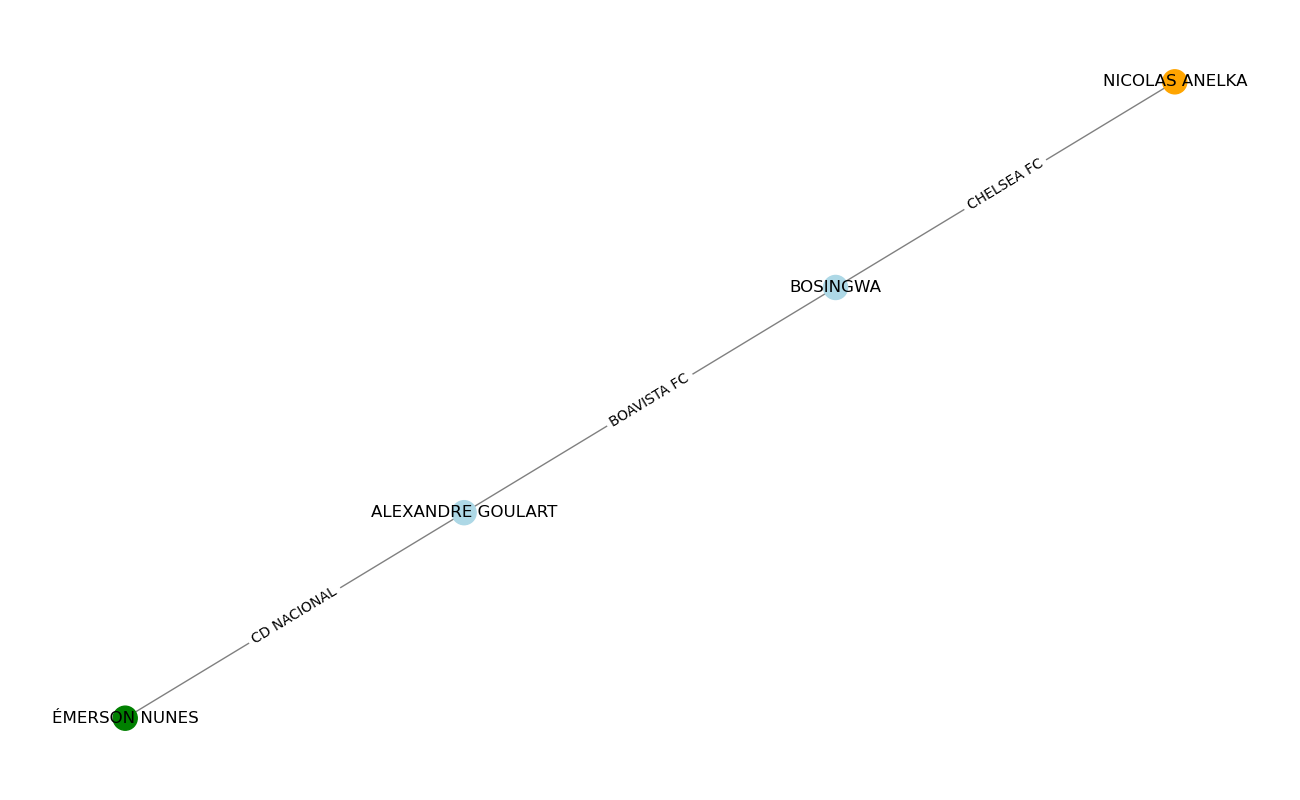 NICOLAS ANELKA
CHELSEA FC
BOSINGWA
BOAVISTA FC
ALEXANDRE GOULART
CD NACIONAL
ÉMERSON NUNES